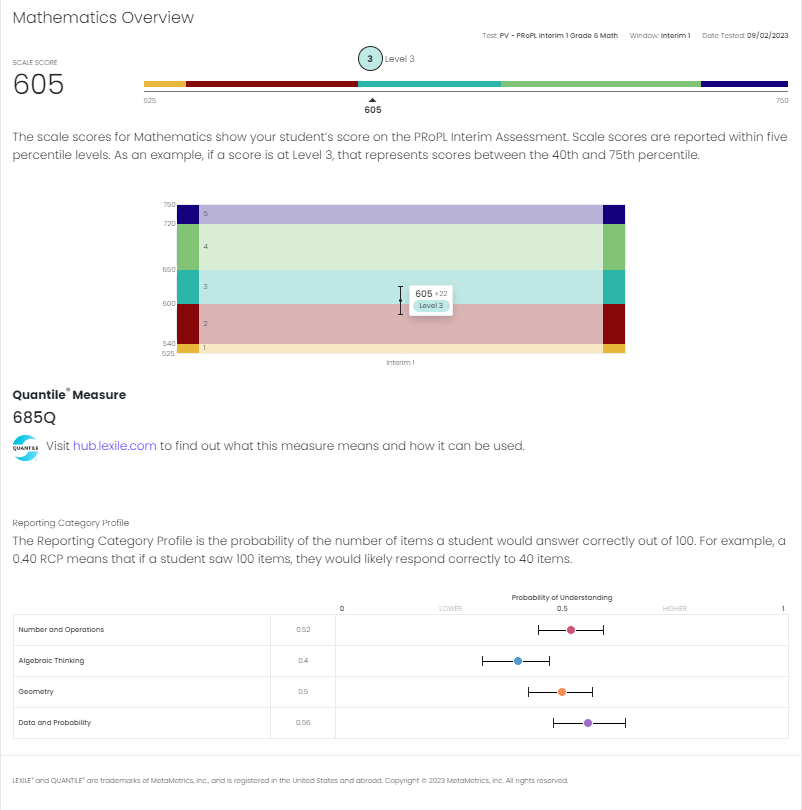 Mathematics Overview
Test: PV - PRoPL Interim 1 Grade 6 Math Window: Interim 1 Date Tested: 09/02/2023
SCALE SCORE
605
3 Level 3
525 750
605
The scale scores for Mathematics show your student's score on the PRoPL Interim Assessment. Scale scores are reported within five
percentile levels. As an example, if a score is at Level 3, that represents scores between the 40th and 75th percentile.
750
5
720
4
650
3
605 +22
Level 3
600
2
540
1
525
Interim 1
Quantile® Measure
685Q
QUANTILE
Visit hub.lexile.com to find out what this measure means and how it can be used.
Reporting Category Profile
The Reporting Category Profile is the probability of the number of items a student would answer correctly out of 100. For example, a
0.40 RCP means that if a student saw 100 items, they would likely respond correctly to 40 items.
Probability of Understanding
0 LOWER 0.5 HIGHER 1
Number and Operations 0.52
Algebraic Thinking 0.4
Geometry 0.5
Data and Probability 0.56
LEXILE® and QUANTILE® are trademarks of MetaMetrics, Inc., and is registered in the United States and abroad. Copyright © 2023 MetaMetrics, Inc. All rights reserved.